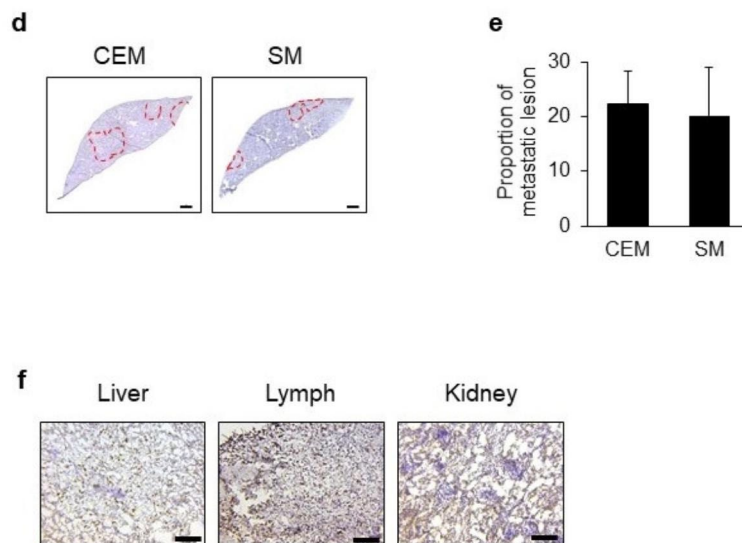 d
CEM
SM
e
Proportion of
metastatic lesion
30
20
10
0
CEM
SM
f
Liver
Lymph
Kidney